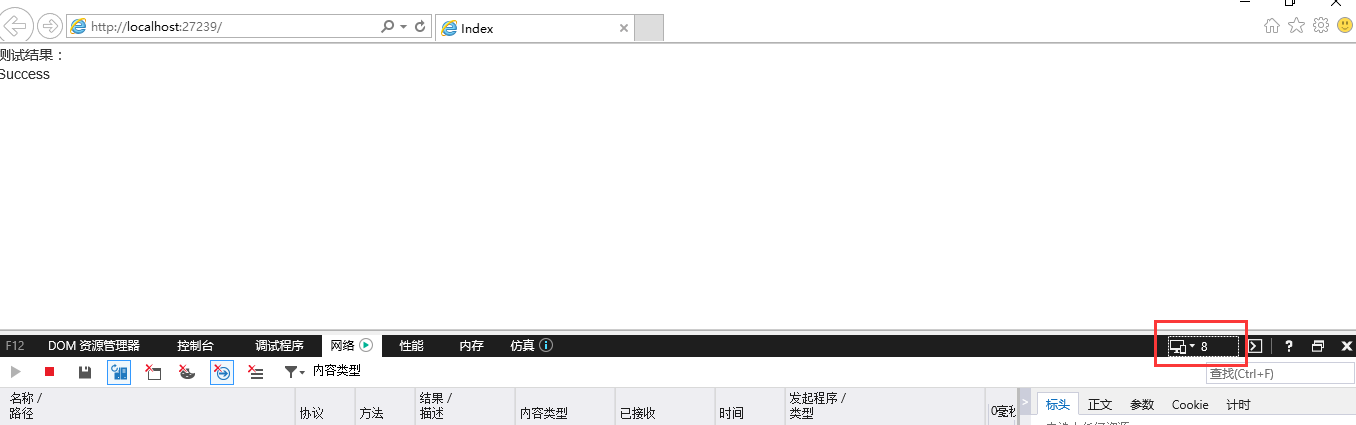 http://localhost:27239/
Index
测试结果：
Success
F12 DOM 资源管理器 控制台 调试程序 网络 性能 内存 仿真 8 ?
内容类型 查找(Ctrl+F)
名称 /
路径
协议
方法
结果 /
描述
内容类型
已接收
时间
发起程序 /
类型
0毫秒
标头 正文 参数 Cookie 计时